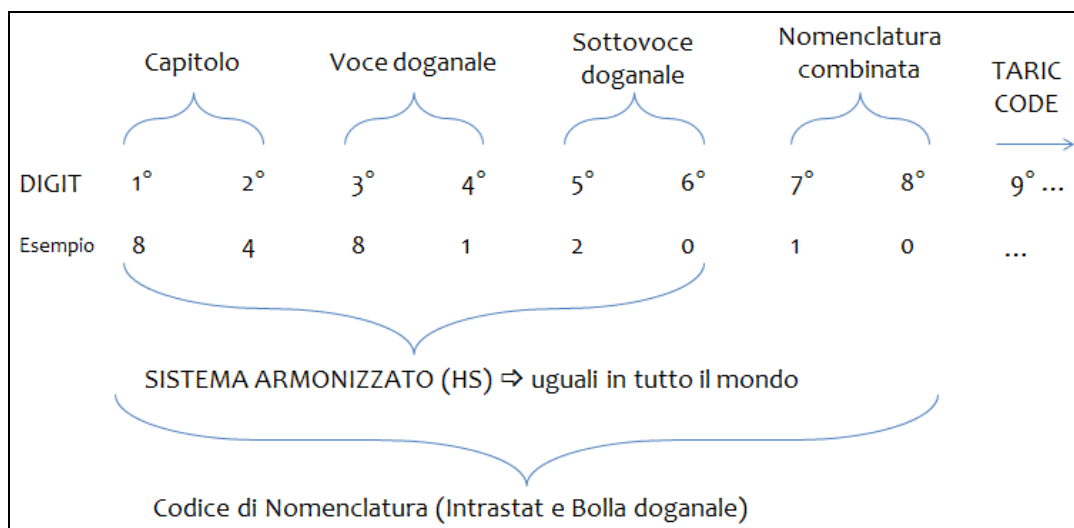 Capitolo
Voce doganale
Sottovoce
doganale
Nomenclatura
combinata
TARIC
CODE
DIGIT 1° 2° 3° 4° 5° 6° 7° 8° 9° ...
Esempio 8 4 8 1 2 0 1 0 ...
SISTEMA ARMONIZZATO (HS) ⇨ uguali in tutto il mondo
Codice di Nomenclatura (Intrastat e Bolla doganale)